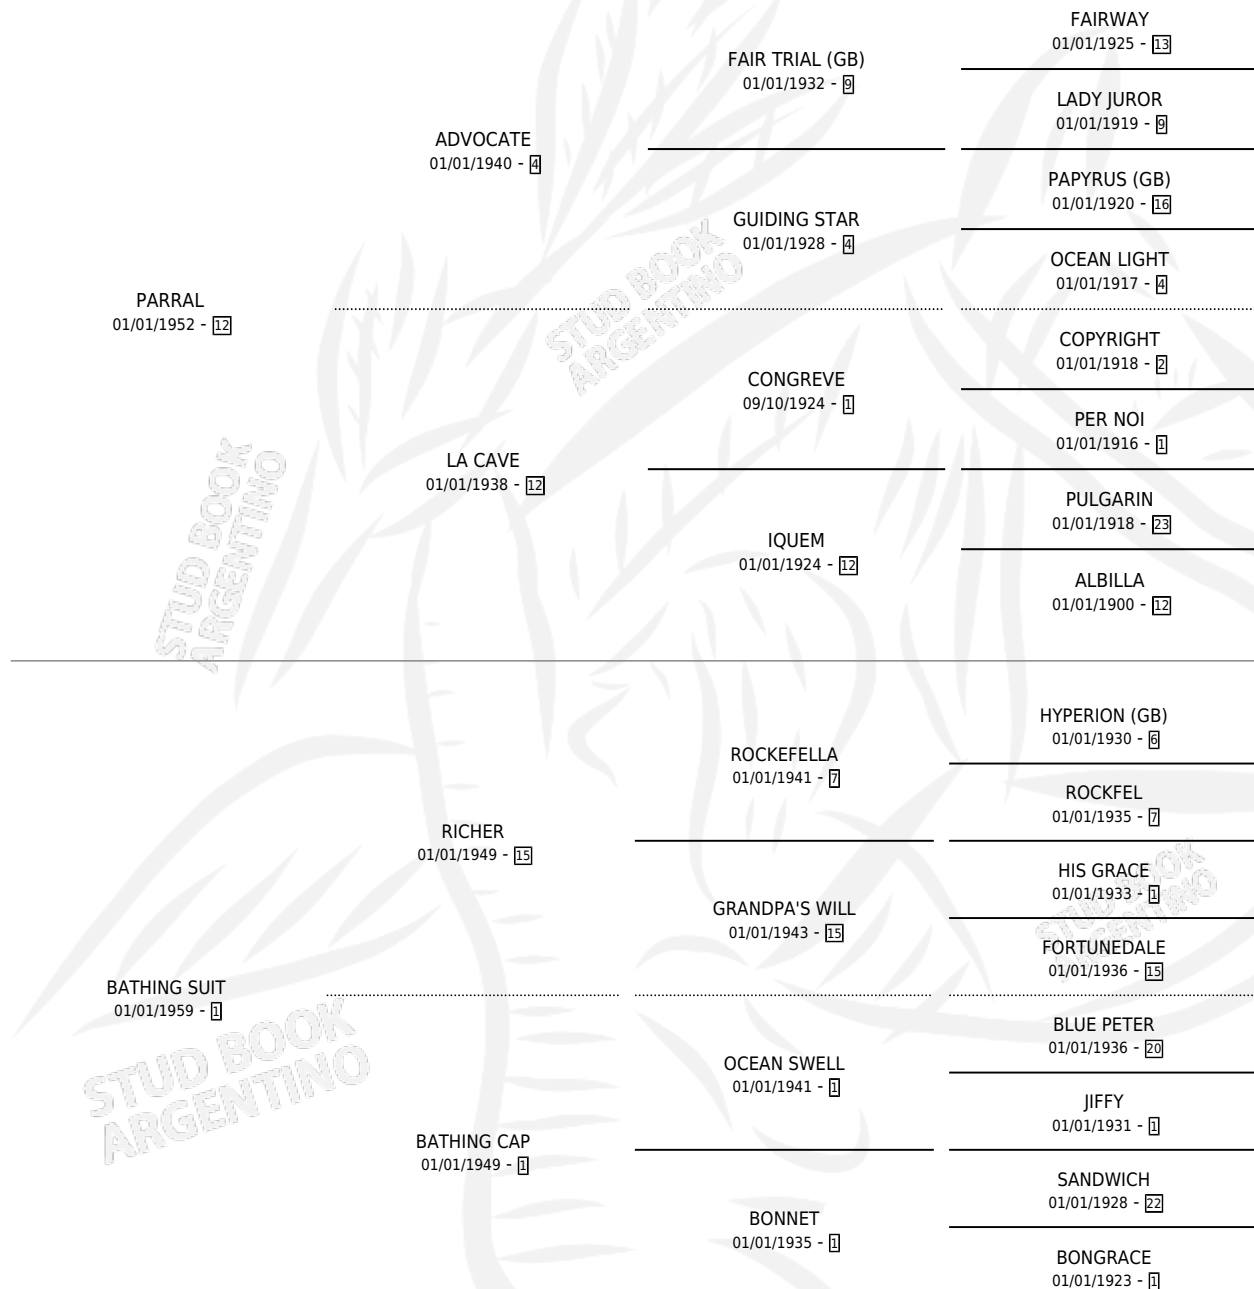 FAIRWAY
01/01/1925 - 13
FAIR TRIAL (GB)
01/01/1932 - 9
LADY JUROR
01/01/1919 - 9
ADVOCATE
01/01/1940 - 4
PAPYRUS (GB)
01/01/1920 - 16
GUIDING STAR
01/01/1928 - 4
OCEAN LIGHT
01/01/1917 - 4
PARRAL
01/01/1952 - 12
COPYRIGHT
01/01/1918 - 2
CONGREVE
09/10/1924 - 1
PER NOI
01/01/1916 - 1
LA CAVE
01/01/1938 - 12
PULGARIN
01/01/1918 - 23
IQUEM
01/01/1924 - 12
ALBILLA
01/01/1900 - 12
STUD BOOK
ARGENTINO
STUD BOOK
ARGENTINO
HYPERION (GB)
01/01/1930 - 6
ROCKEFELLA
01/01/1941 - 7
ROCKFEL
01/01/1935 - 7
RICHER
01/01/1949 - 15
HIS GRACE
01/01/1933 - 1
GRANDPA'S WILL
01/01/1943 - 15
FORTUNEDALE
01/01/1936 - 15
BATHING SUIT
01/01/1959 - 1
BLUE PETER
01/01/1936 - 20
OCEAN SWELL
01/01/1941 - 1
JIFFY
01/01/1931 - 1
BATHING CAP
01/01/1949 - 1
SANDWICH
01/01/1928 - 22
BONNET
01/01/1935 - 1
BONGRACE
01/01/1923 - 1
STUD BOOK
ARGENTINO
STUD BOOK
ARGENTINO